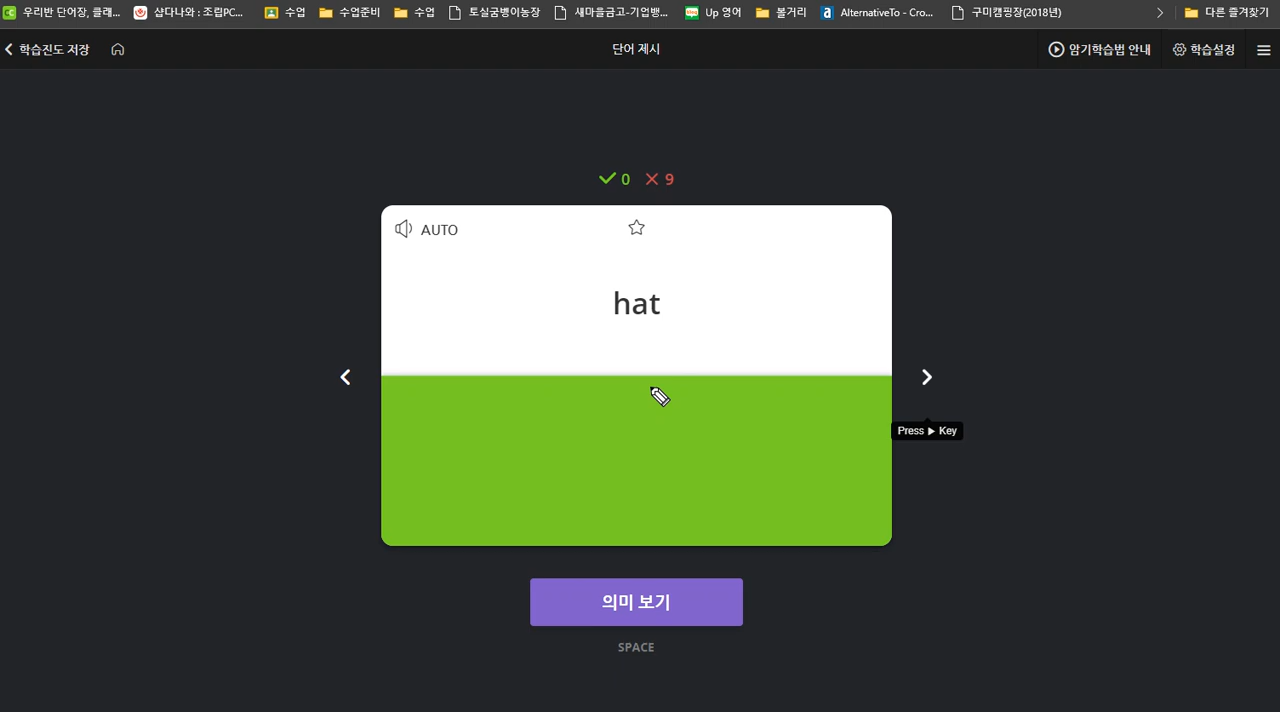 우리반 단어장, 클래... 샵다나와 : 조립PC... 수업 수업준비 수업 토실굼벵이농장 새마을금고-기업뱅... Up 영어 볼거리 AlternativeTo - Cro... 구미캠핑장(2018년) 다른 즐겨찾기
학습진도 저장 단어 제시 암기학습법 안내 학습설정
0 9
AUTO
hat
Press ▶ Key
의미 보기
SPACE